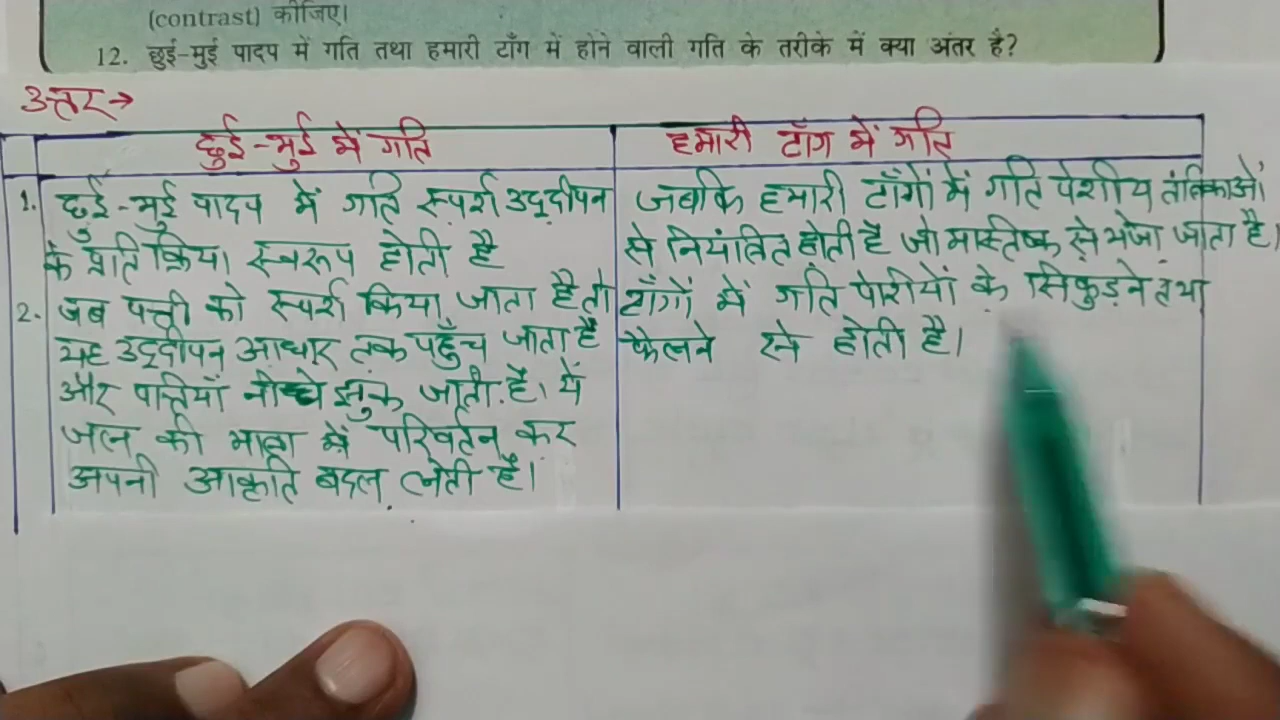 (contrast) कीजिए।
12. छुई-मुई पादप में गति तथा हमारी टाँग में होने वाली गति के तरीके में क्या अंतर है?
उत्तर→
छुई-मुई में गति
हमारी टाँग में गति
1. छुई-मुई पादप में गति स्पर्श उद्दीपन
के प्रति क्रिया स्वरूप होती है
2. जब पत्ती को स्पर्श किया जाता है तो
यह उद्दीपन आधार तक पहुँच जाता है
और पत्तियाँ नीचे झुक जाती है। ये
जल की मात्रा में परिवर्तन कर
अपनी आकृति बदल लेती है।
जबकि हमारी टाँगों में गति पेशीय तंत्रिकाओं
से नियंत्रित होती है जो मास्तिष्क से भेजा जाता है।
टाँगों में गति पेशीयों के सिकुड़ने तथा
फैलने से होती है।